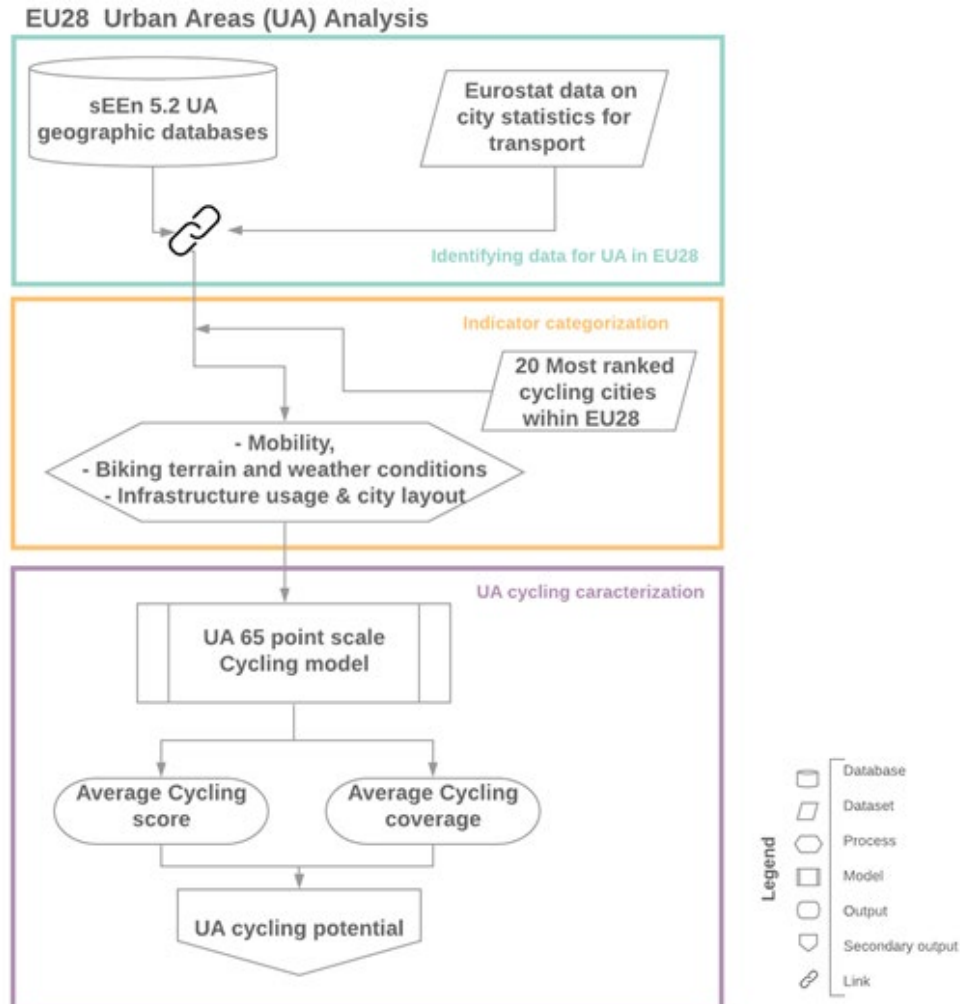 EU28 Urban Areas (UA) Analysis
sEEn 5.2 UA
geographic databases
Eurostat data on
city statistics for
transport
Identifying data for UA in EU28
Indicator categorization
20 Most ranked
cycling cities
wihin EU28
- Mobility,
- Biking terrain and weather conditions
- Infrastructure usage & city layout
UA cycling caracterization
UA 65 point scale
Cycling model
Average Cycling
score
Average Cycling
coverage
UA cycling potential
Legend
Database
Dataset
Process
Model
Output
Secondary output
Link